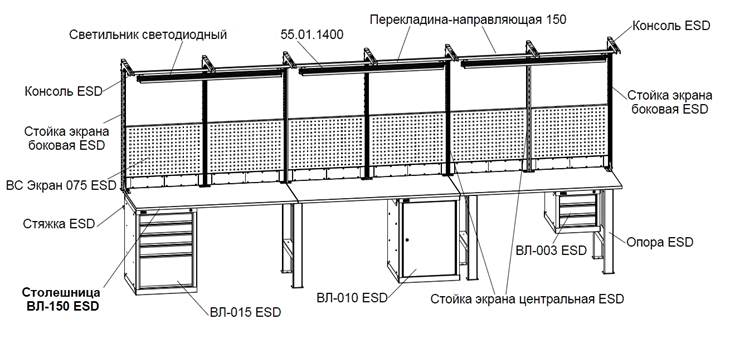 Перекладина-направляющая 150
Светильник светодиодный
55.01.1400
Консоль ESD
Консоль ESD
Стойка экрана
боковая ESD
Стойка экрана
боковая ESD
ВС Экран 075 ESD
Стяжка ESD
ВЛ-003 ESD
Опора ESD
Столешница
ВЛ-150 ESD
ВЛ-015 ESD
ВЛ-010 ESD
Стойка экрана центральная ESD